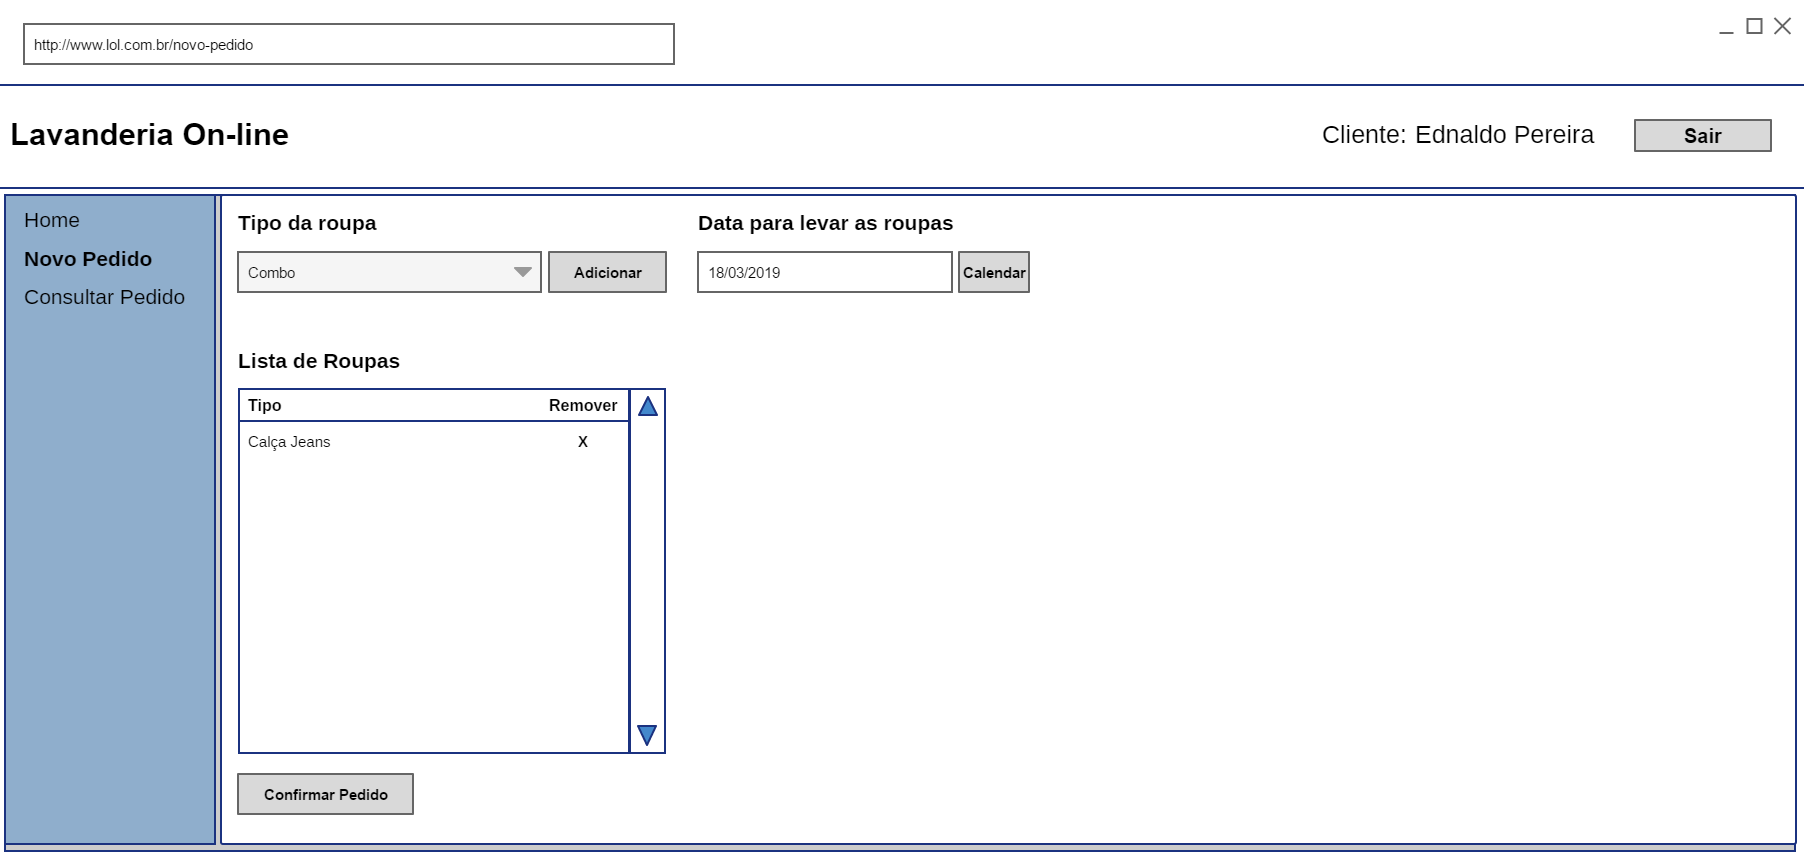 http://www.lol.com.br/novo-pedido
Lavanderia On-line
Cliente: Ednaldo Pereira
Sair
Home
Novo Pedido
Consultar Pedido
Tipo da roupa
Data para levar as roupas
Combo
Adicionar
18/03/2019
Calendar
Lista de Roupas
Tipo Remover
Calça Jeans X
Confirmar Pedido